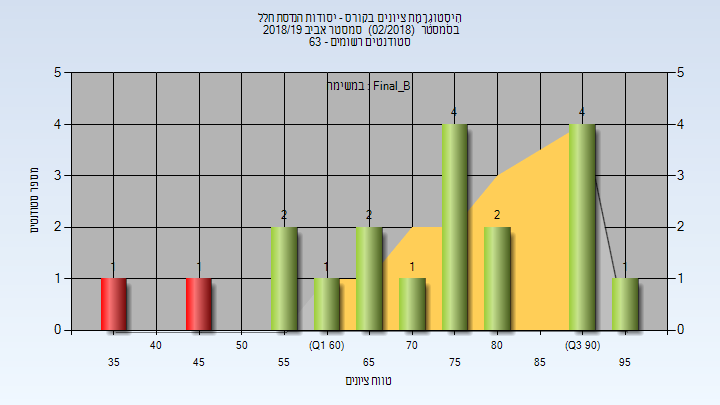 היסטוגרמת ציונים בקורס - יסודות הנדסת חלל
בסמסטר (02/2018) סמסטר אביב 2018/19
סטודנטים רשומים - 63
במשימה : Final_B
מספר סטודנטים
5 5
4 4
3 3
2 2
1 1
0 0
1 1 2 1 2 1 4 2 4 1
40 50 (Q1 60) 70 80 (Q3 90)
35 45 55 65 75 85 95
טווח ציונים